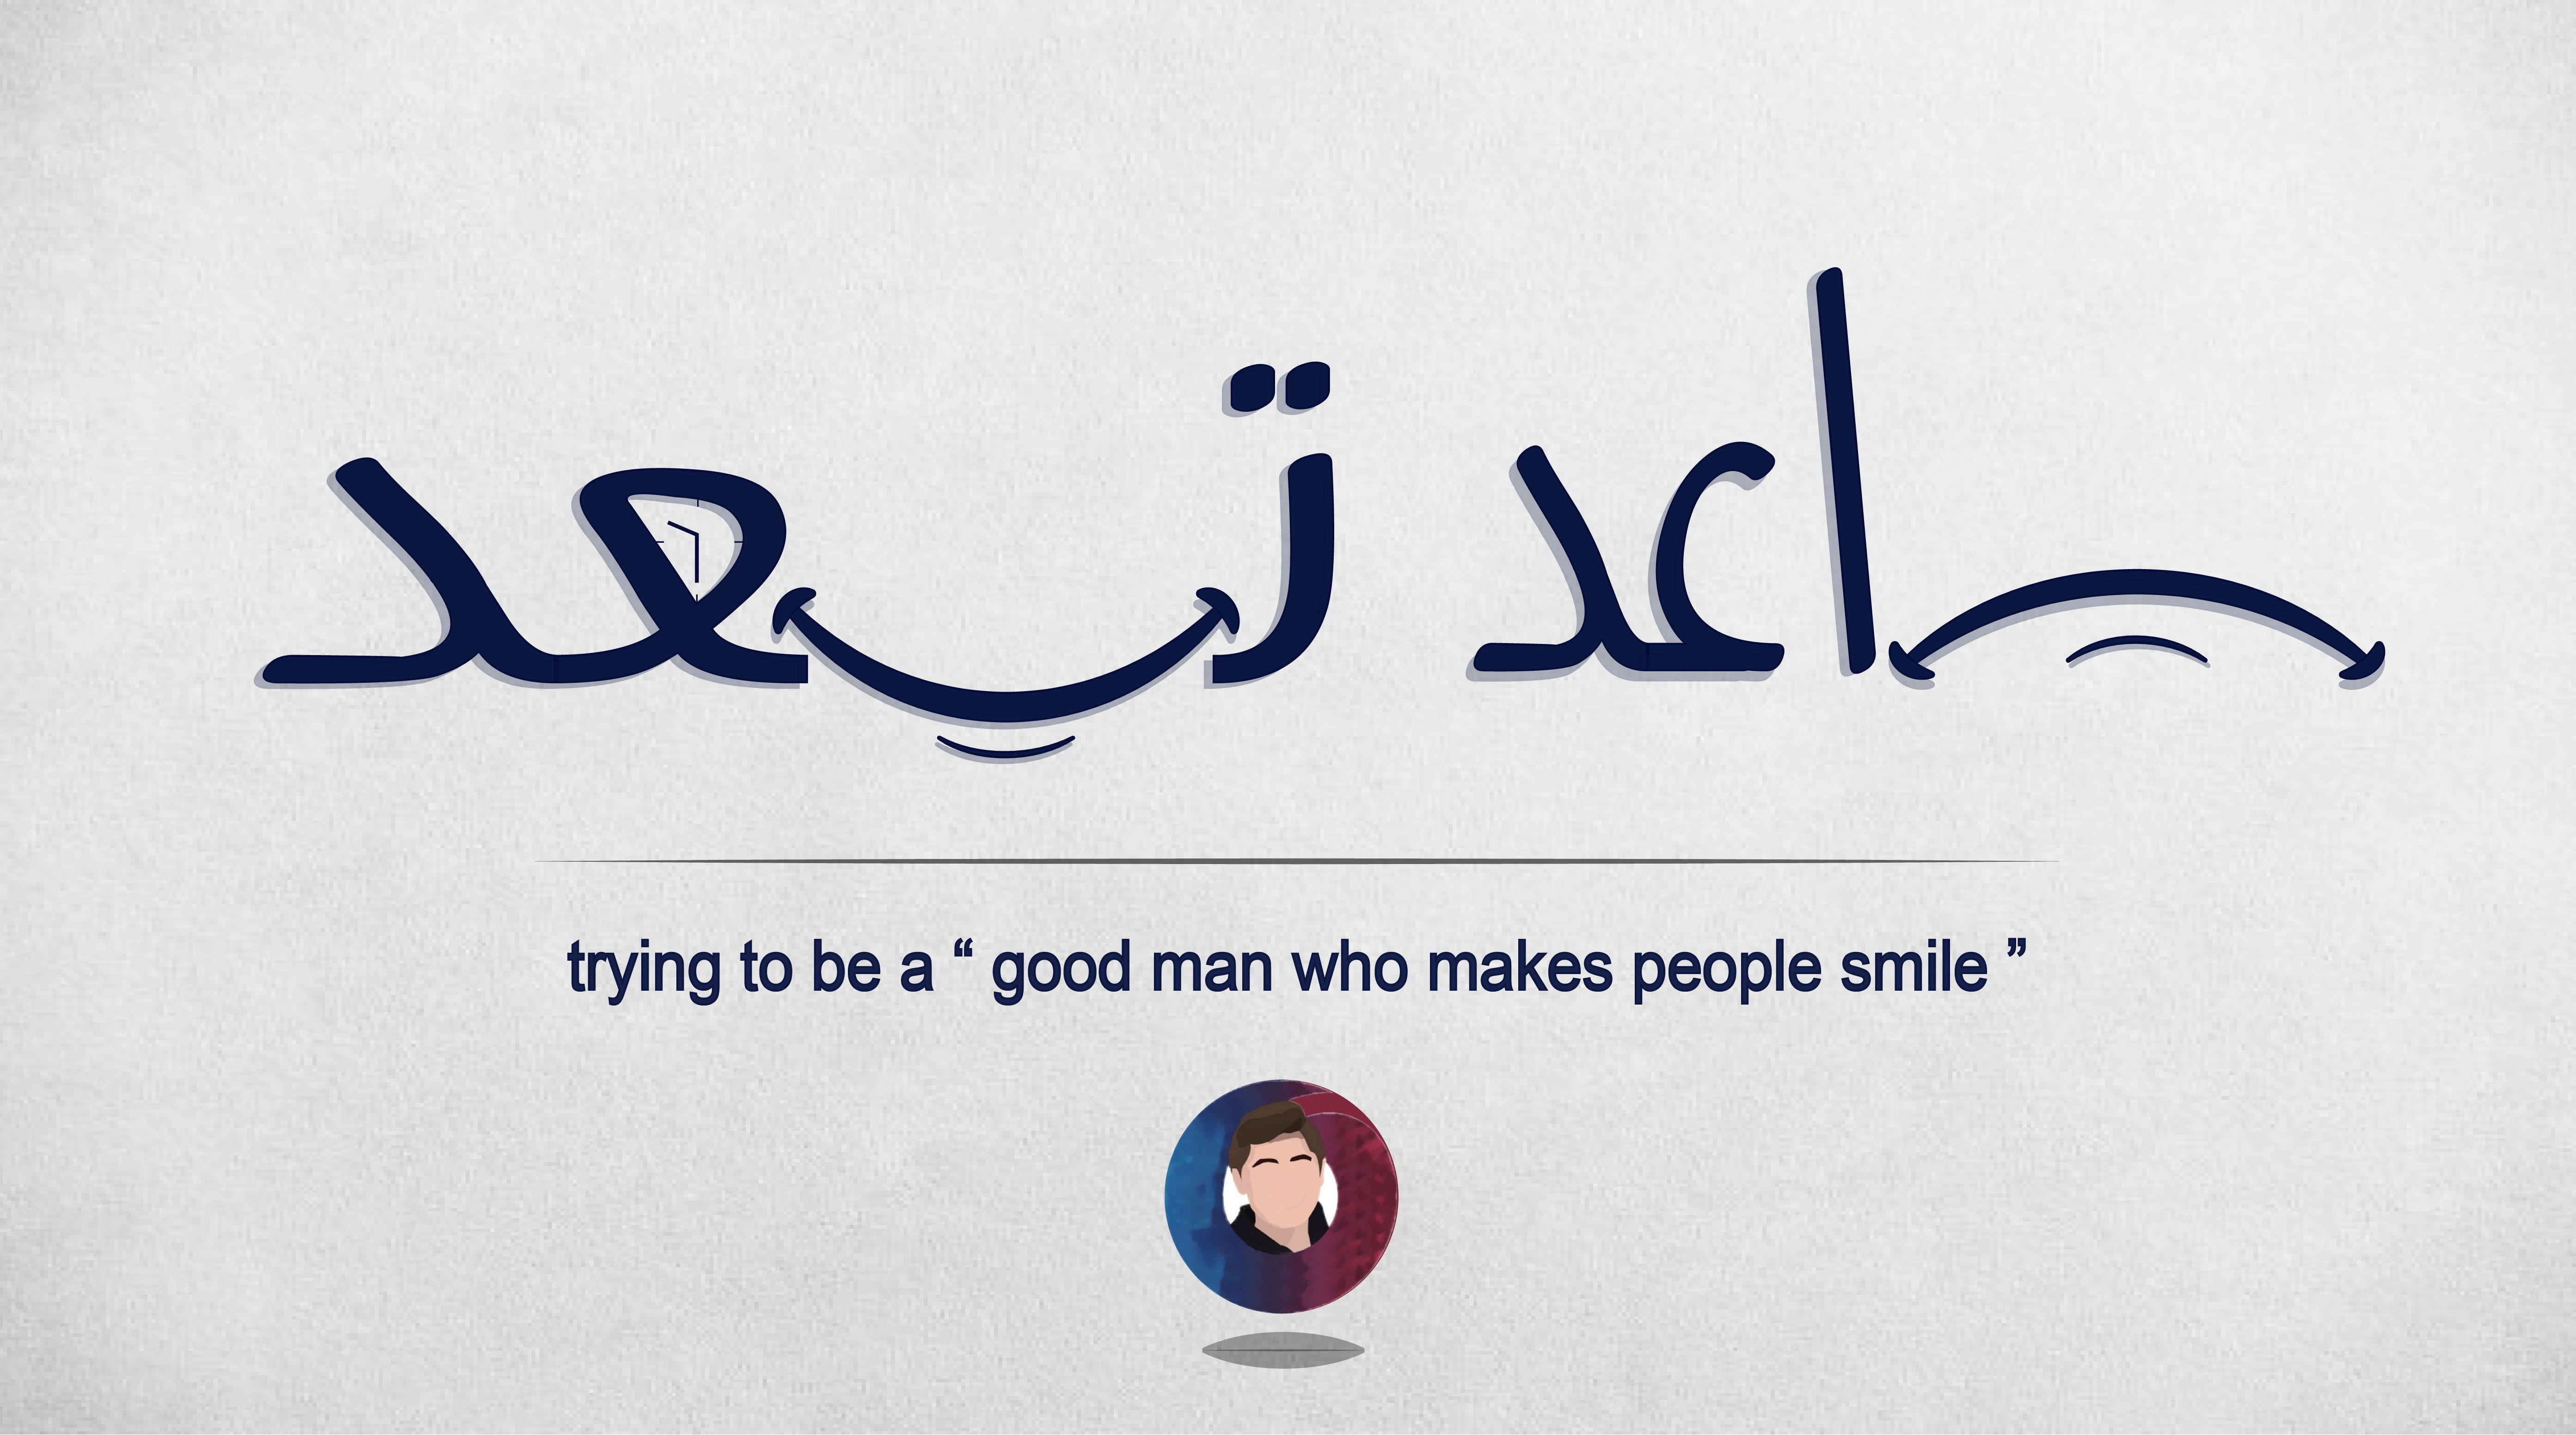 ساعد تسعد
trying to be a “ good man who makes people smile ”